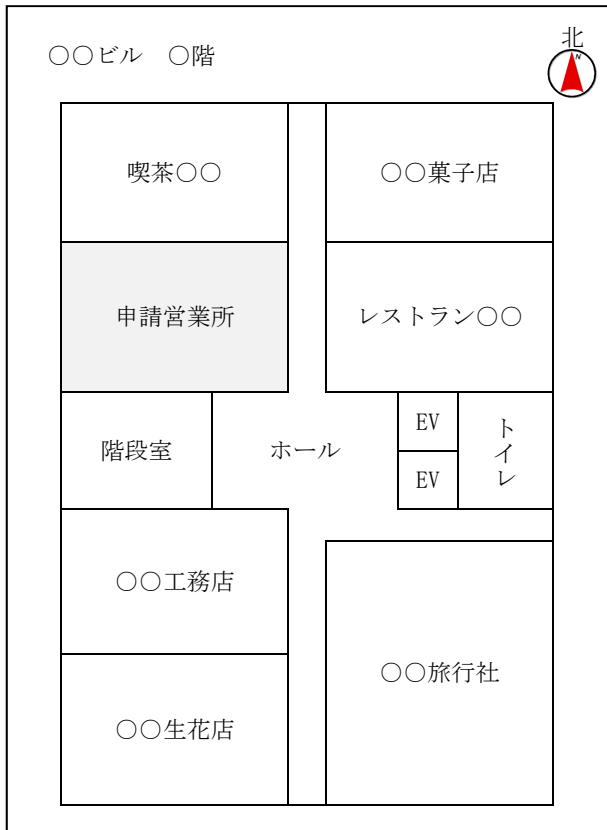 ○○ビル　○階
北
N
喫茶○○
○○菓子店
申請営業所
レストラン○○
階段室
ホール
EV
EV
トイレ
○○工務店
○○旅行社
○○生花店